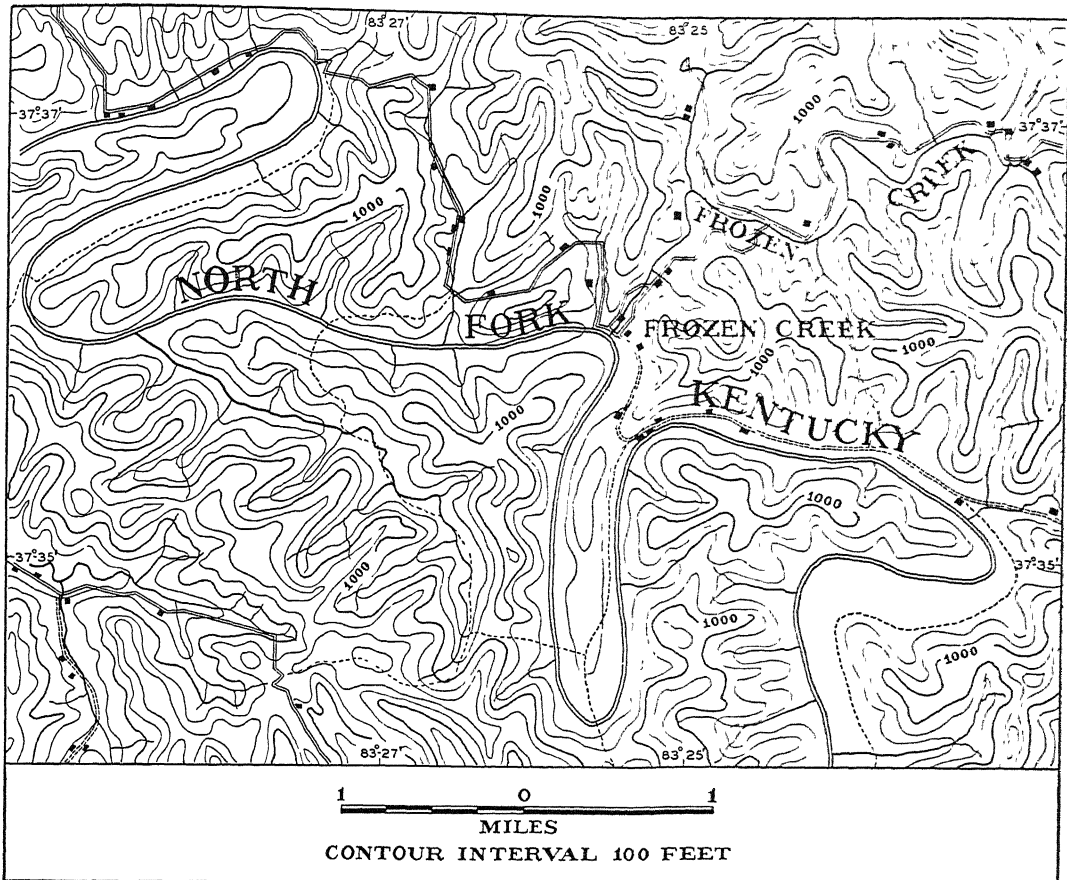 83°27'
83°25
37°37'
1000
37°37'
CREEK
1000
1000
FROZEN
NORTH
FORK
FROZEN CREEK
1000
1000
KENTUCKY
1000
1000
37°35'
37°35'
1000
1000
1000
83°27'
83°25'
1 0 1
MILES
CONTOUR INTERVAL 100 FEET